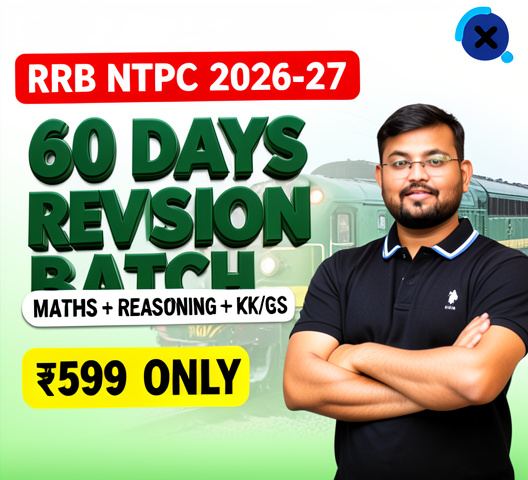 RRB NTPC 2026-27
60 DAYS
REVSION
BATCH
MATHS + REASONING + KK/GS
₹599 ONLY